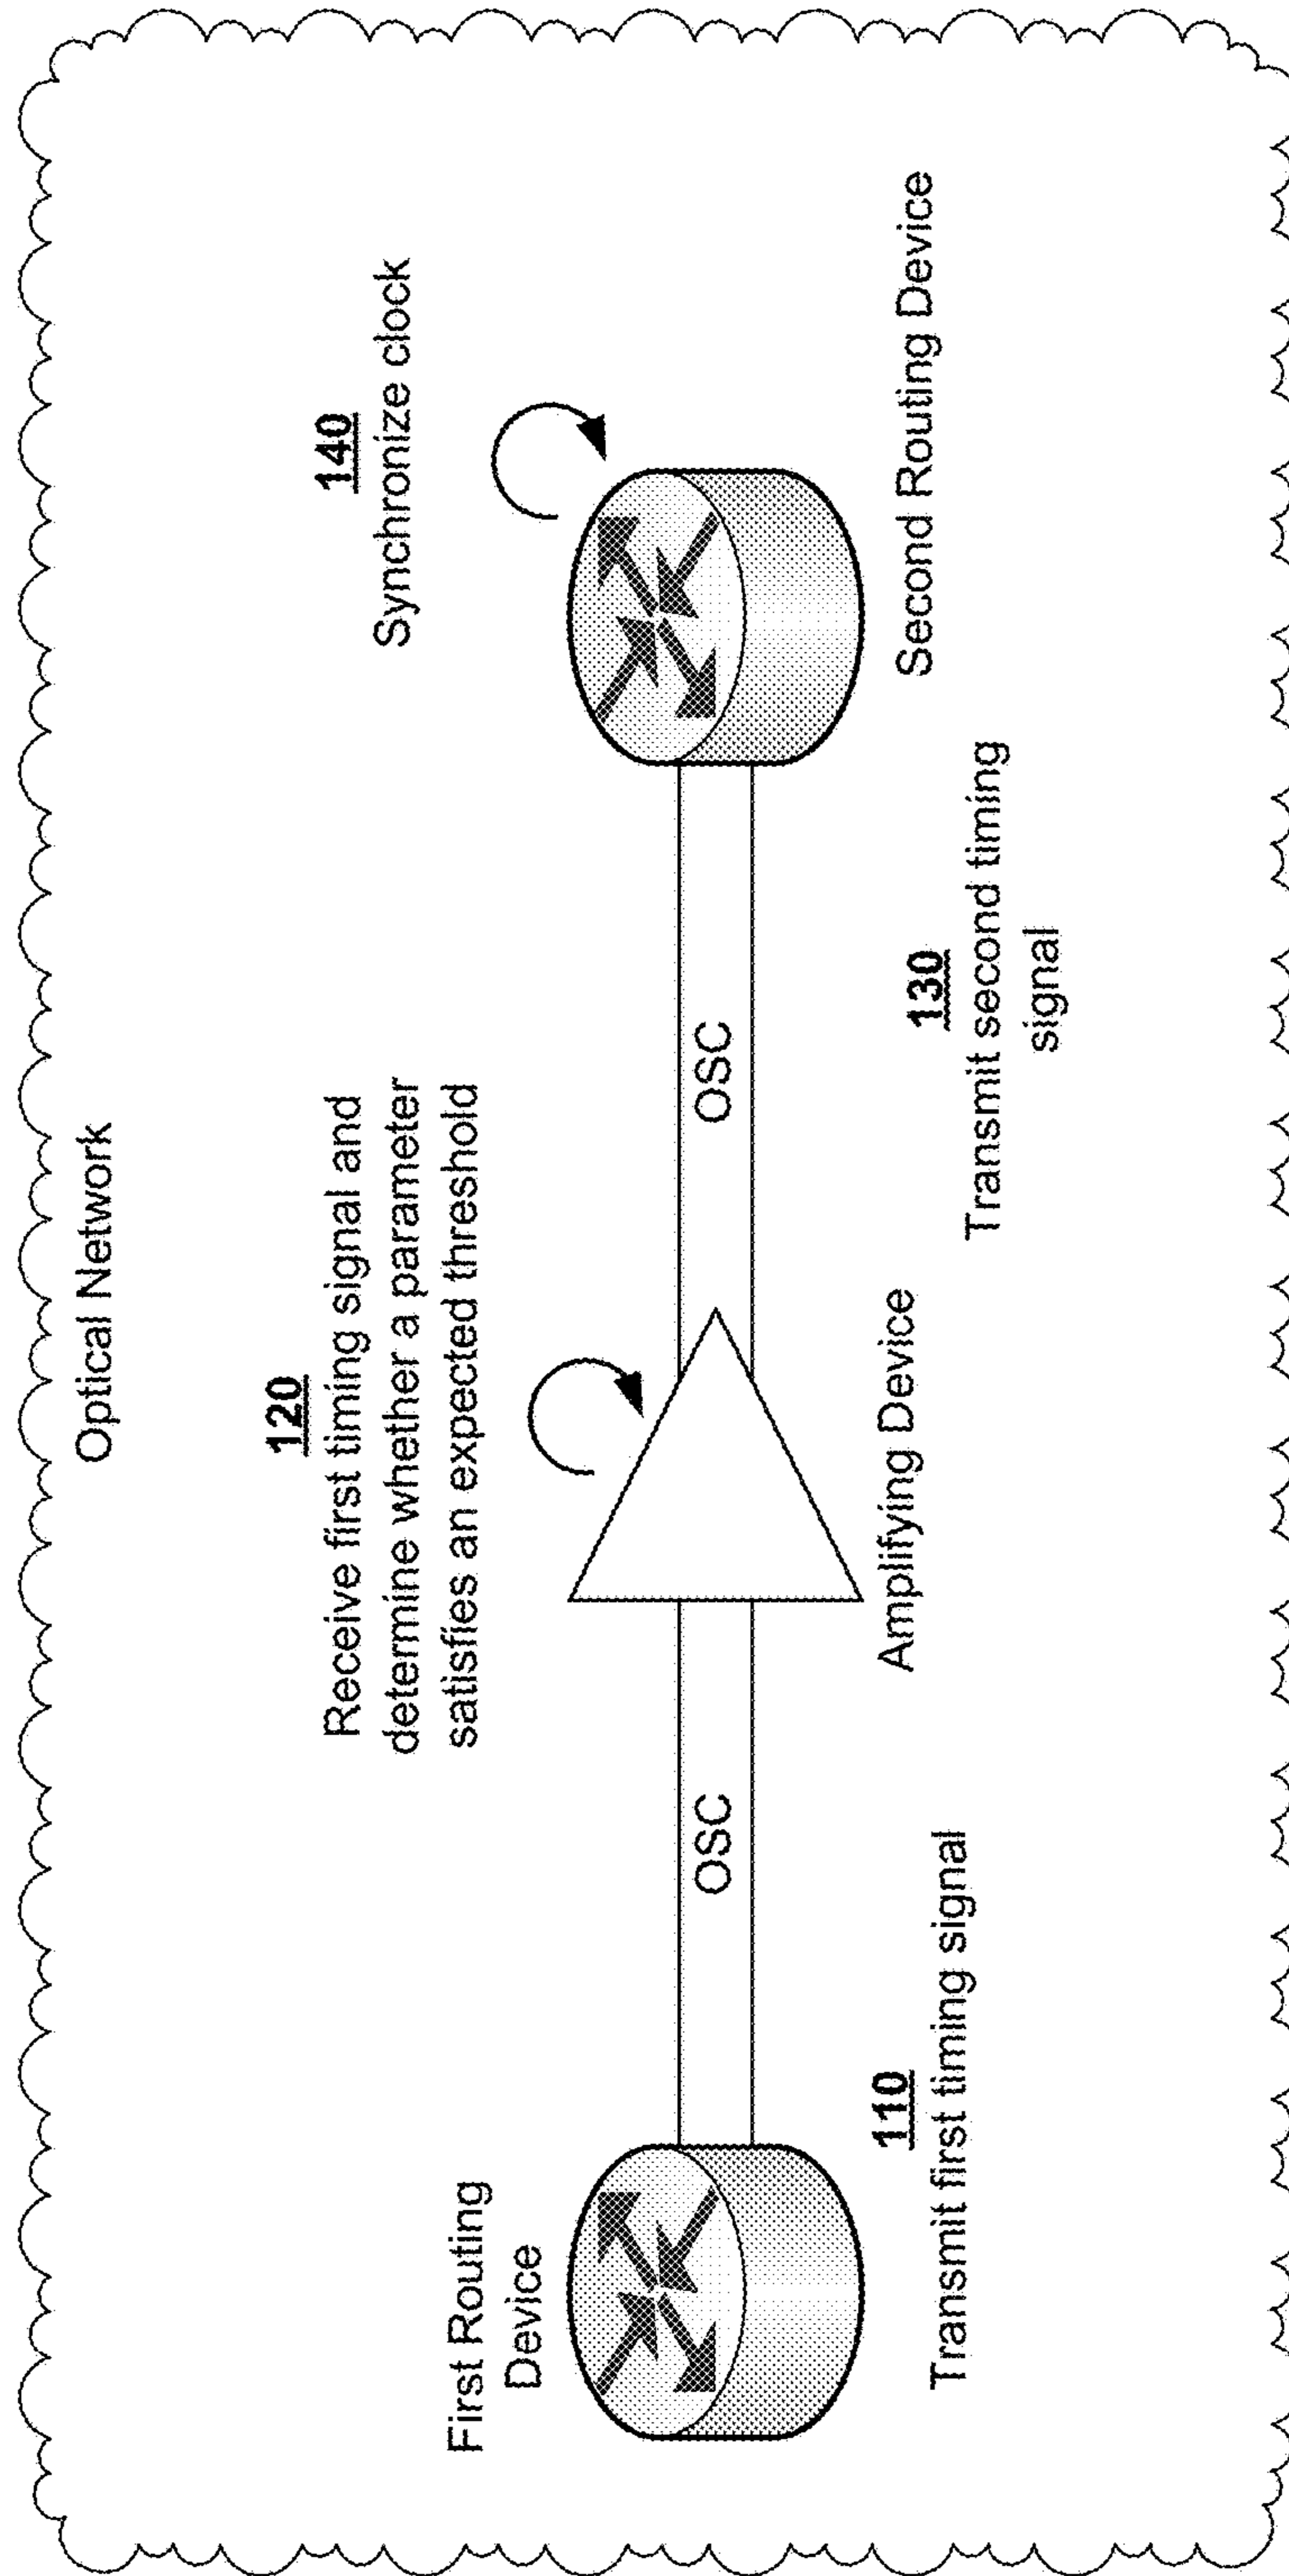 Optical Network
120
Receive first timing signal and
determine whether a parameter
satisfies an expected threshold
140
Synchronize clock
First Routing
Device
OSC
OSC
Amplifying Device
Second Routing Device
110
Transmit first timing signal
130
Transmit second timing
signal